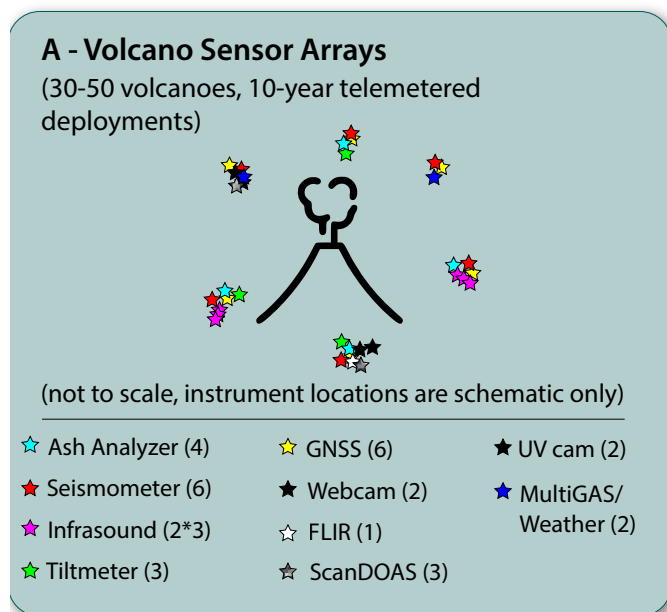 A - Volcano Sensor Arrays
(30-50 volcanoes, 10-year telemetered
deployments)
(not to scale, instrument locations are schematic only)
Ash Analyzer (4)
Seismometer (6)
Infrasound (2*3)
Tiltmeter (3)
GNSS (6)
Webcam (2)
FLIR (1)
ScanDOAS (3)
UV cam (2)
MultiGAS/
Weather (2)